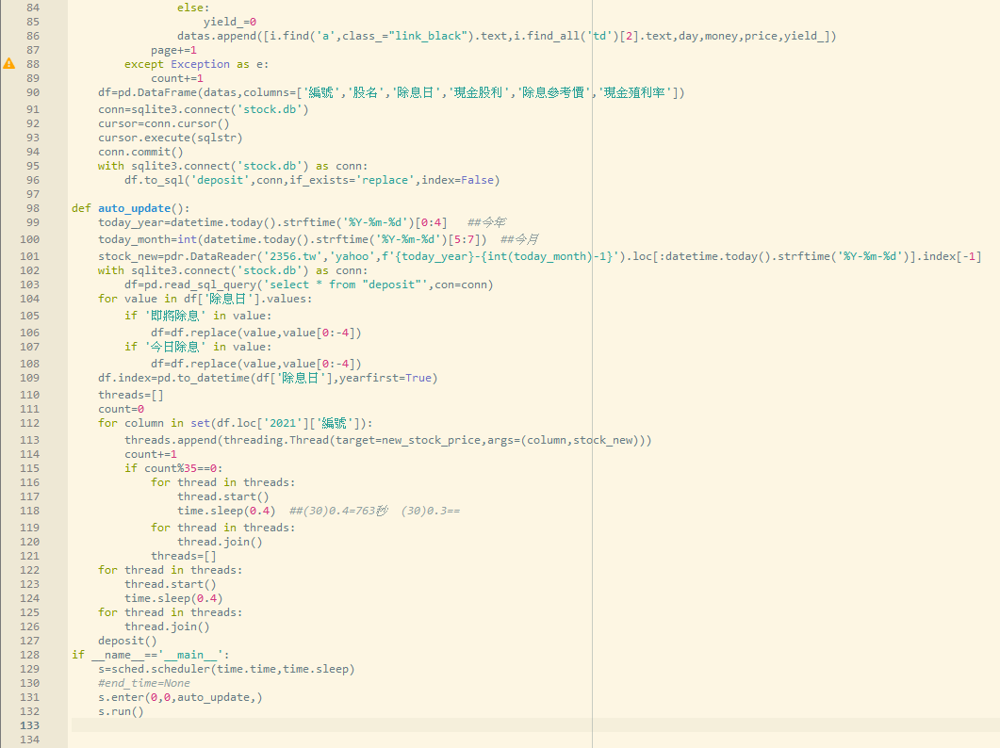 84 else:
85 yield_=0
86 datas.append([i.find('a',class_="link_black").text,i.find_all('td')[2].text,day,money,price,yield_])
87 page+=1
88 except Exception as e:
89 count+=1
90 df=pd.DataFrame(datas,columns=['編號','股名','除息日','現金股利','除息參考價','現金殖利率'])
91 conn=sqlite3.connect('stock.db')
92 cursor=conn.cursor()
93 cursor.execute(sqlstr)
94 conn.commit()
95 with sqlite3.connect('stock.db') as conn:
96 df.to_sql('deposit',conn,if_exists='replace',index=False)
97
98 def auto_update():
99 today_year=datetime.today().strftime('%Y-%m-%d')[0:4] ##今年
100 today_month=int(datetime.today().strftime('%Y-%m-%d')[5:7]) ##今月
101 stock_new=pdr.DataReader('2356.tw','yahoo',f'{today_year}-{int(today_month)-1}').loc[:datetime.today().strftime('%Y-%m-%d')].index[-1]
102 with sqlite3.connect('stock.db') as conn:
103 df=pd.read_sql_query('select * from "deposit"',con=conn)
104 for value in df['除息日'].values:
105 if '即將除息' in value:
106 df=df.replace(value,value[0:-4])
107 if '今日除息' in value:
108 df=df.replace(value,value[0:-4])
109 df.index=pd.to_datetime(df['除息日'],yearfirst=True)
110 threads=[]
111 count=0
112 for column in set(df.loc['2021']['編號']):
113 threads.append(threading.Thread(target=new_stock_price,args=(column,stock_new)))
114 count+=1
115 if count%35==0:
116 for thread in threads:
117 thread.start()
118 time.sleep(0.4) ##(30)0.4=763秒 (30)0.3==
119 for thread in threads:
120 thread.join()
121 threads=[]
122 for thread in threads:
123 thread.start()
124 time.sleep(0.4)
125 for thread in threads:
126 thread.join()
127 deposit()
128 if __name__=='__main__':
129 s=sched.scheduler(time.time,time.sleep)
130 #end_time=None
131 s.enter(0,0,auto_update,)
132 s.run()
133
134